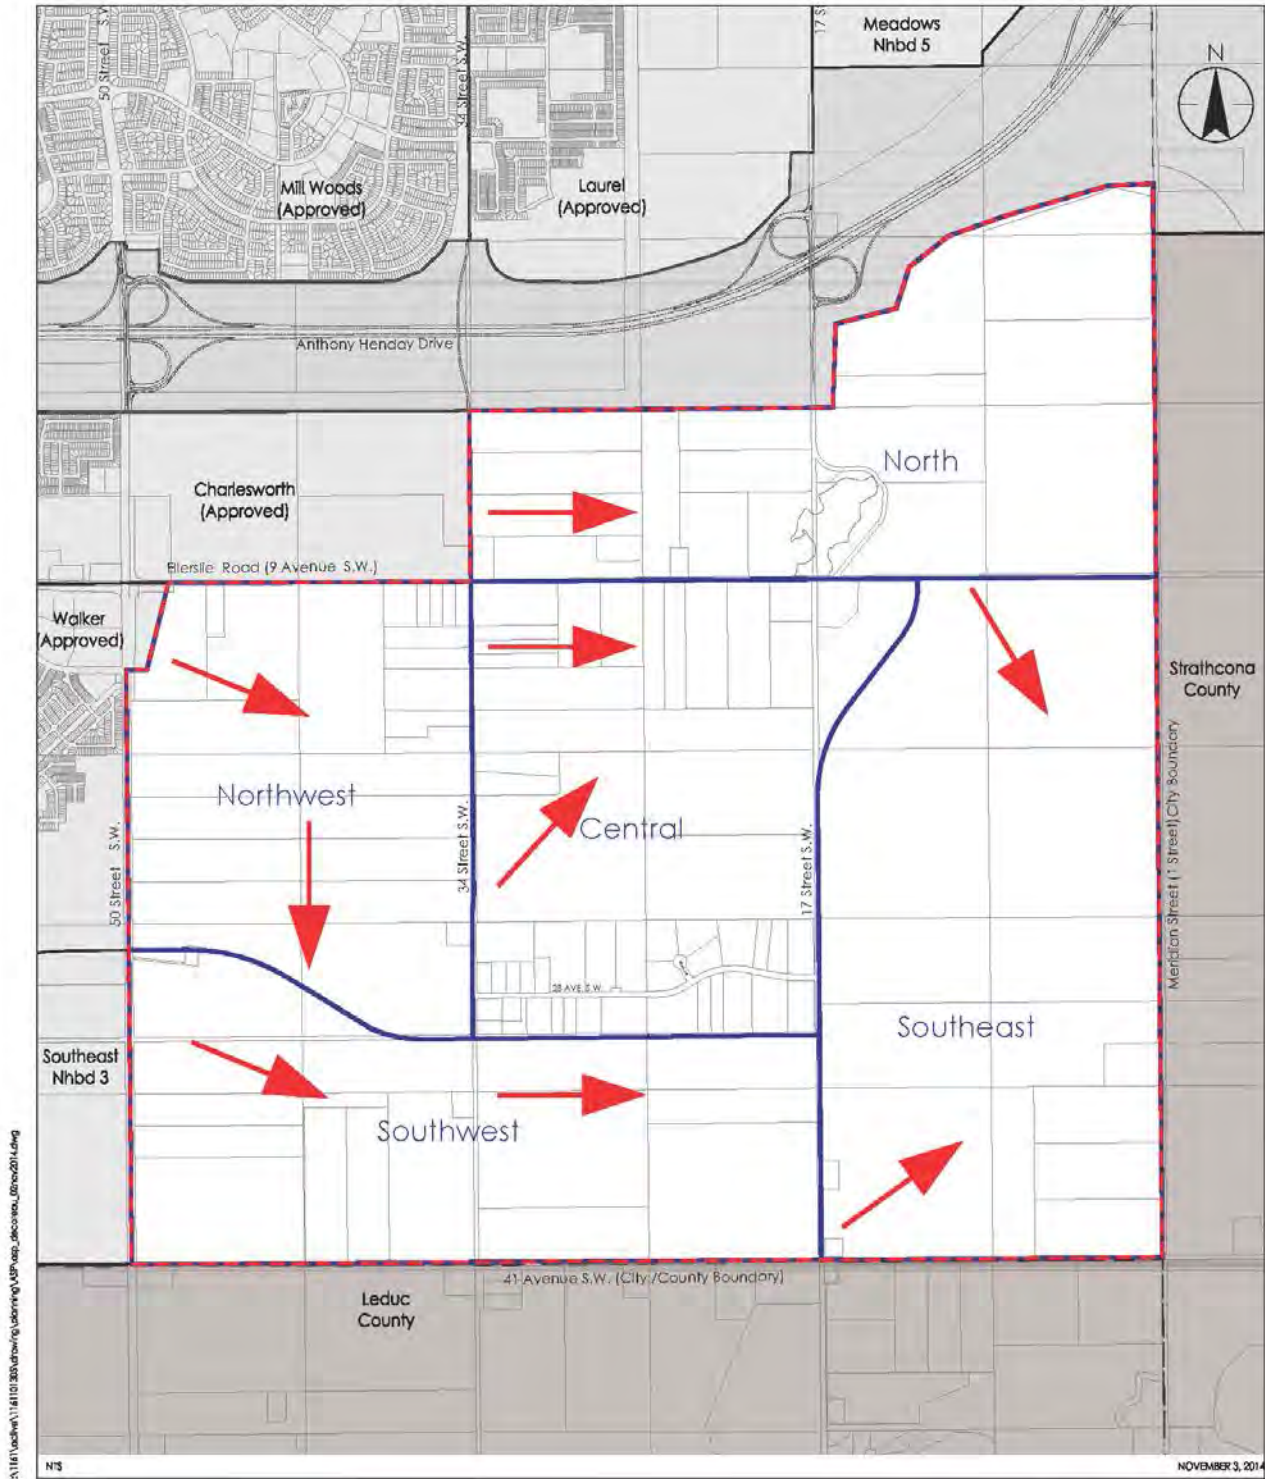 50 Street S.W.
34 Street S.W.
17 S
Meadows
Nhbd 5
N
Mill Woods
(Approved)
Laurel
(Approved)
Anthony Henday Drive
North
Charlesworth
(Approved)
Ellerslie Road (9 Avenue S.W.)
Walker
(Approved)
Strathcona
County
Northwest
Central
50 Street S.W.
34 Street S.W.
17 Street S.W.
Meridian Street (1 Street) City Boundary
28 AVE S.W.
Southeast
Southeast
Nhbd 3
Southwest
41 Avenue S.W. (City/County Boundary)
Leduc
County
NTS
NOVEMBER 3, 2014